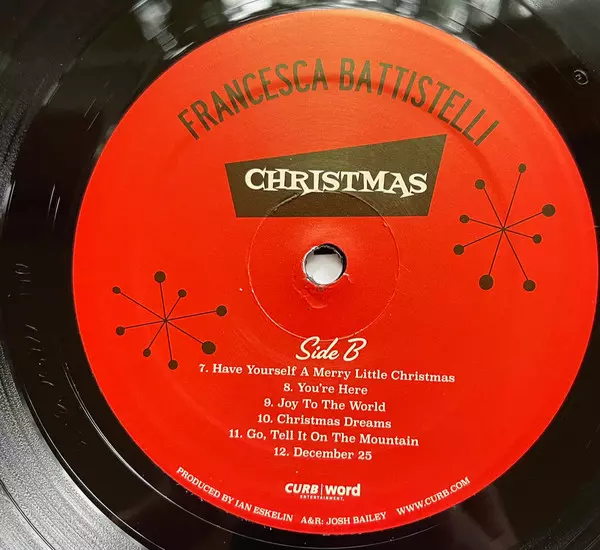 FRANCESCA BATTISTELLI
CHRISTMAS
Side B
7. Have Yourself A Merry Little Christmas
8. You're Here
9. Joy To The World
10. Christmas Dreams
11. Go, Tell It On The Mountain
12. December 25
CURB | WORD
ENTERTAINMENT.
PRODUCED BY IAN ESKELIN A&R: JOSH BAILEY WWW.CURB.COM